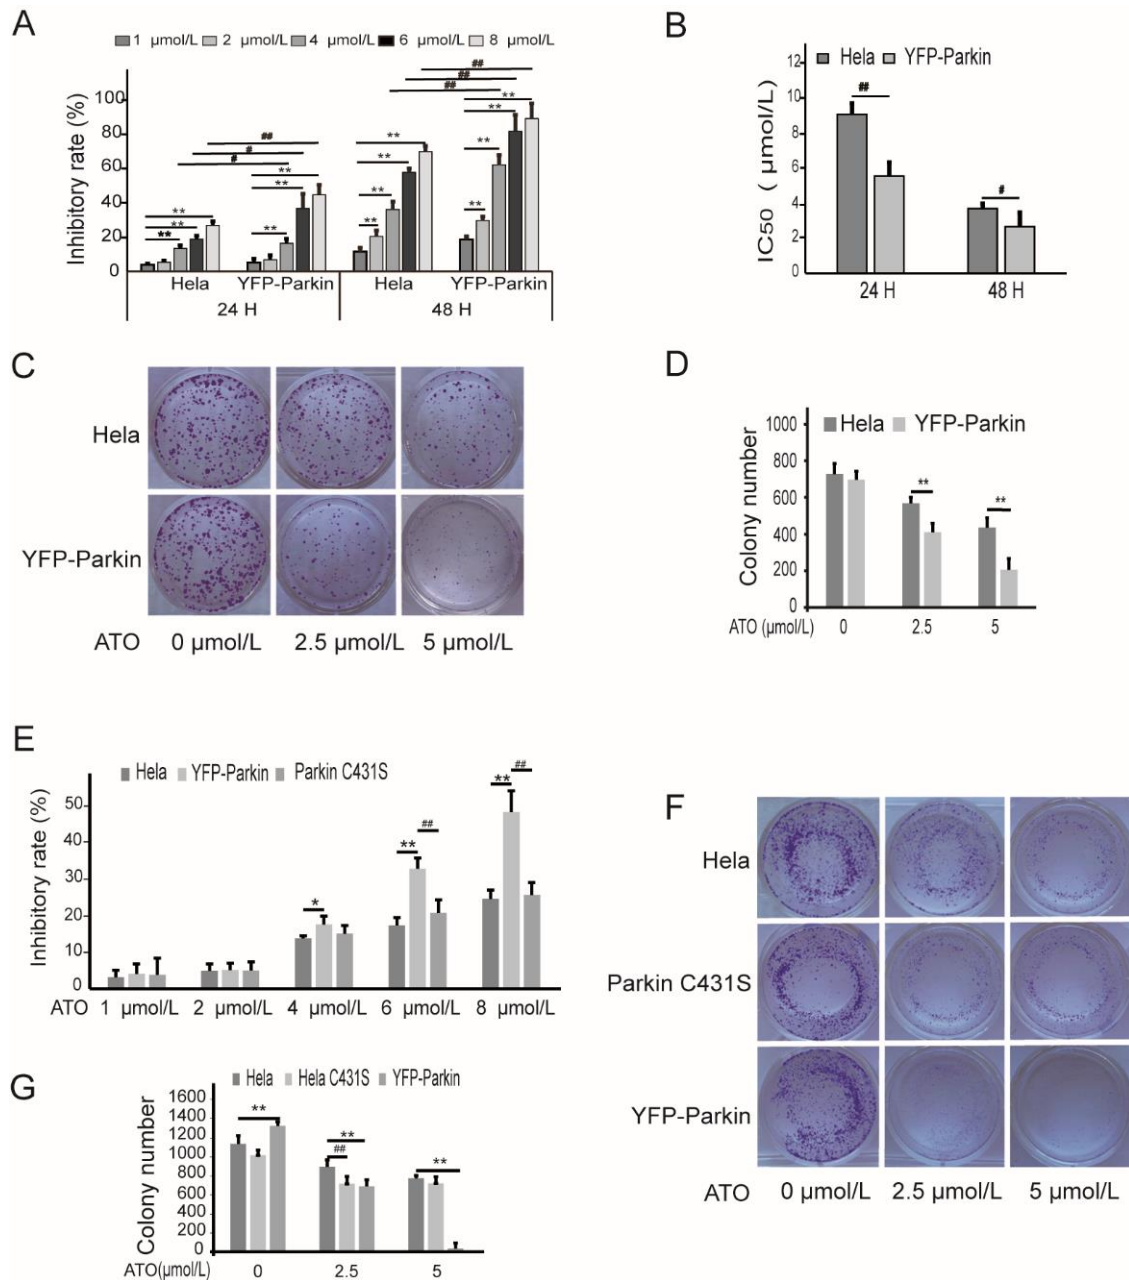 A
1 μmol/L 2 μmol/L 4 μmol/L 6 μmol/L 8 μmol/L
Inhibitory rate (%)
100
80
60
40
20
0
** ** ** ** ** ** # # ## ** ** ** ** ** ** ** ** ## ## ##
Hela YFP-Parkin Hela YFP-Parkin
24 H 48 H
B
Hela YFP-Parkin
IC50 ( μmol/L)
12
10
8
6
4
2
0
## #
24 H 48 H
C
Hela
YFP-Parkin
ATO 0 μmol/L 2.5 μmol/L 5 μmol/L
D
Hela YFP-Parkin
Colony number
1000
800
600
400
200
0
** **
ATO (μmol/L) 0 2.5 5
E
Hela YFP-Parkin Parkin C431S
Inhibitory rate (%)
50
40
30
20
10
0
* ** ## ** ##
ATO 1 μmol/L 2 μmol/L 4 μmol/L 6 μmol/L 8 μmol/L
F
Hela
Parkin C431S
YFP-Parkin
ATO 0 μmol/L 2.5 μmol/L 5 μmol/L
G
Hela Hela C431S YFP-Parkin
Colony number
1600
1400
1200
1000
800
600
400
200
0
** ** ## **
ATO(μmol/L) 0 2.5 5